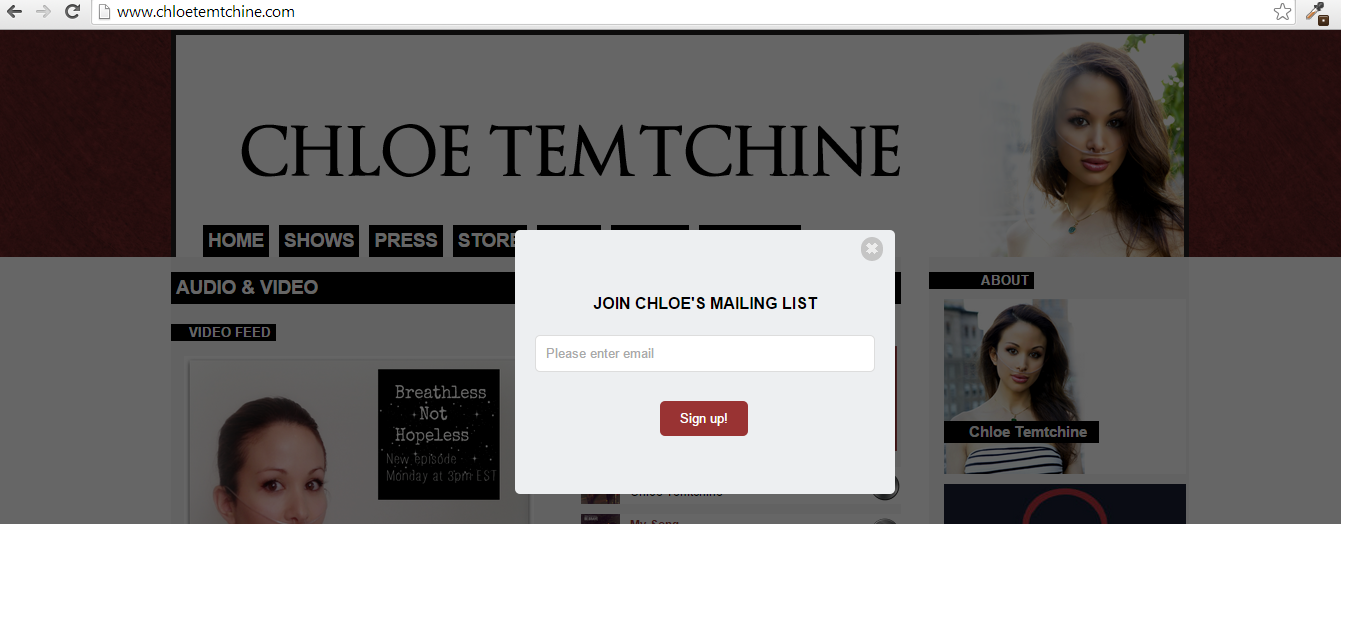 www.chloetemtchine.com
CHLOE TEMTCHINE
HOME SHOWS PRESS STORE
AUDIO & VIDEO
VIDEO FEED
Breathless
Not
Hopeless
New episode
Monday at 3pm EST
JOIN CHLOE'S MAILING LIST
Please enter email
Sign up!
Chloe Temtchine
My Song
ABOUT
Chloe Temtchine